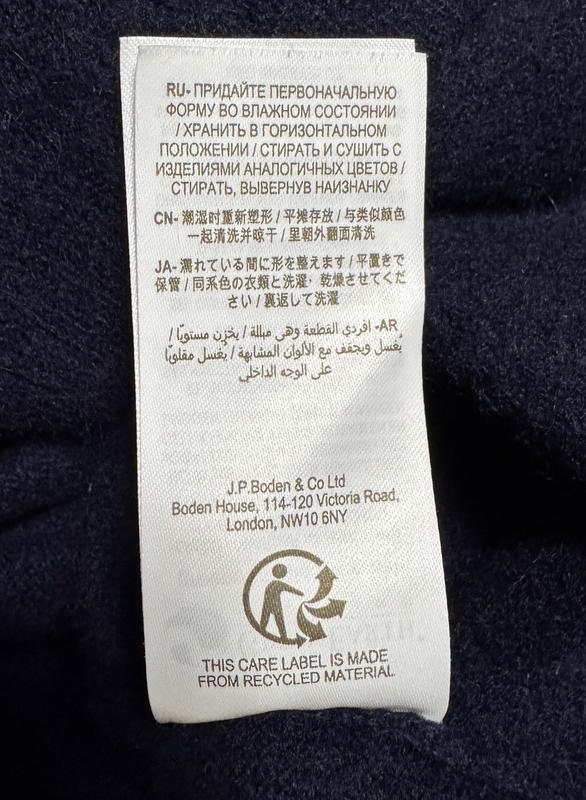 RU- ПРИДАЙТЕ ПЕРВОНАЧАЛЬНУЮ
ФОРМУ ВО ВЛАЖНОМ СОСТОЯНИИ
/ ХРАНИТЬ В ГОРИЗОНТАЛЬНОМ
ПОЛОЖЕНИИ / СТИРАТЬ И СУШИТЬ С
ИЗДЕЛИЯМИ АНАЛОГИЧНЫХ ЦВЕТОВ /
СТИРАТЬ, ВЫВЕРНУВ НАИЗНАНКУ
CN- 潮湿时重新塑形 / 平摊存放 / 与类似颜色
一起清洗并晾干 / 里朝外翻面清洗
JA- 濡れている間に形を整えます / 平置きで
保管 / 同系色の衣類と洗濯・乾燥させてくだ
さい / 裏返して洗濯
AR- افردي القطعة وهي مبللة / يخزن مستويًا /
يُغسل ويجفف مع الألوان المشابهة / يُغسل مقلوبًا
على الوجه الداخلي
J.P.Boden & Co Ltd
Boden House, 114-120 Victoria Road,
London, NW10 6NY
THIS CARE LABEL IS MADE
FROM RECYCLED MATERIAL